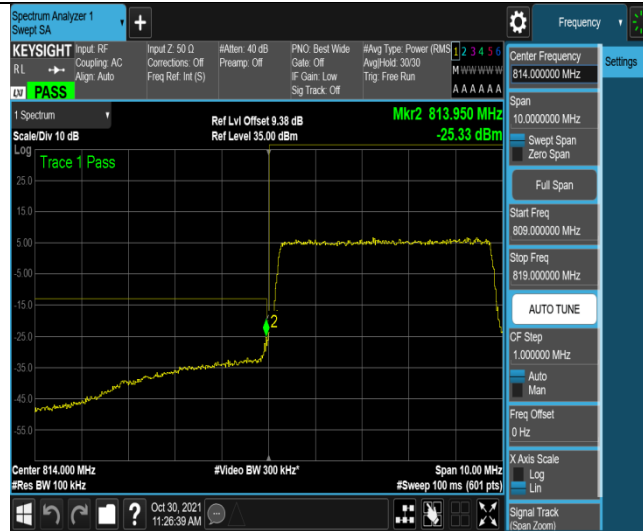 Spectrum Analyzer 1
Swept SA
+
Frequency
KEYSIGHT
RL
LXI PASS
Input: RF
Coupling: AC
Align: Auto
Input Z: 50 Ω
Corrections: Off
Freq Ref: Int (S)
#Atten: 40 dB
Preamp: Off
PNO: Best Wide
Gate: Off
IF Gain: Low
Sig Track: Off
#Avg Type: Power (RMS
Avg|Hold: 30/30
Trig: Free Run
1 2 3 4 5 6
M W W W W W
A A A A A A
1 Spectrum
Scale/Div 10 dB
Ref Lvl Offset 9.38 dB
Ref Level 35.00 dBm
Mkr2 813.950 MHz
-25.33 dBm
Log
Trace 1 Pass
25.0
15.0
5.00
-5.00
-15.0
-25.0
-35.0
-45.0
-55.0
2
Center 814.000 MHz
#Res BW 100 kHz
#Video BW 300 kHz*
Span 10.00 MHz
#Sweep 100 ms (601 pts)
Center Frequency
814.000000 MHz
Settings
Span
10.0000000 MHz
Swept Span
Zero Span
Full Span
Start Freq
809.000000 MHz
Stop Freq
819.000000 MHz
AUTO TUNE
CF Step
1.000000 MHz
Auto
Man
Freq Offset
0 Hz
X Axis Scale
Log
Lin
Signal Track
(Span Zoom)
?
Oct 30, 2021
11:26:39 AM